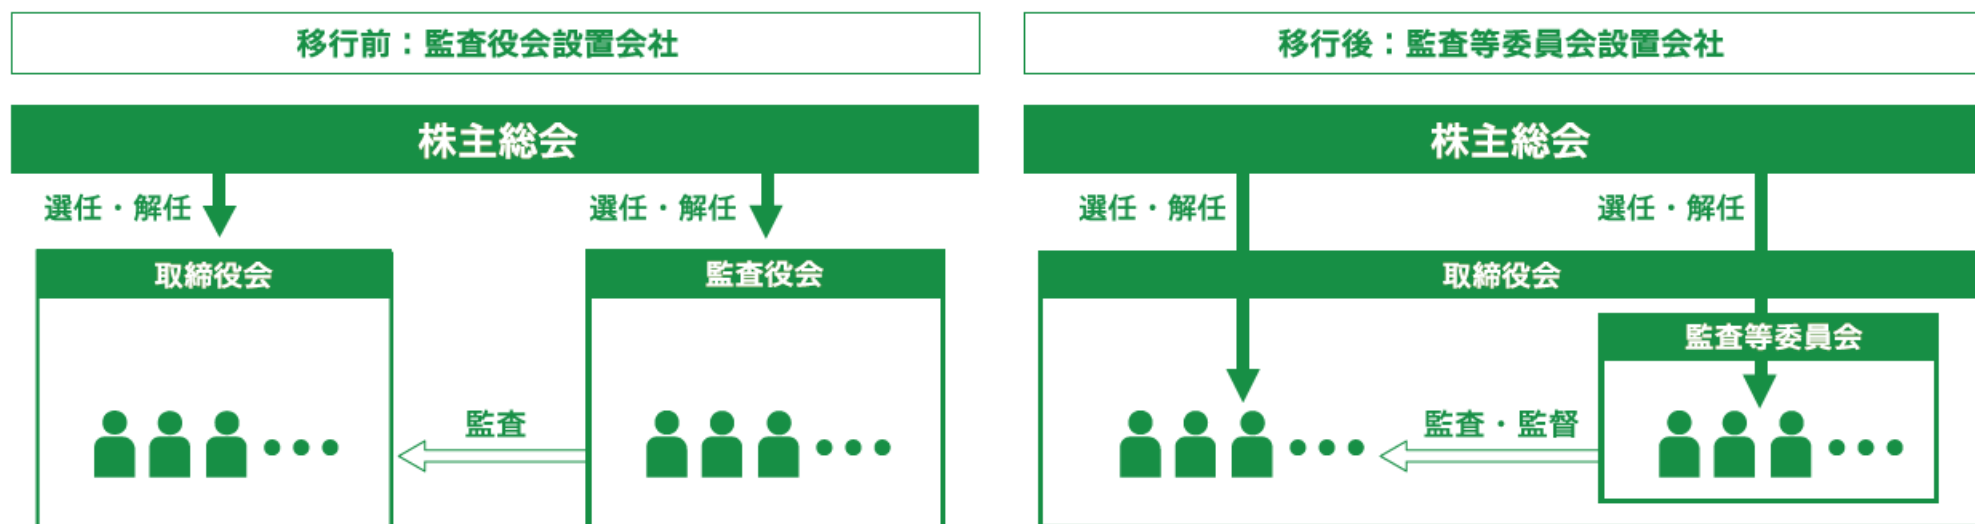 移行前：監査役会設置会社
株主総会
選任・解任
選任・解任
取締役会
監査役会
監査
移行後：監査等委員会設置会社
株主総会
選任・解任
選任・解任
取締役会
監査等委員会
監査・監督